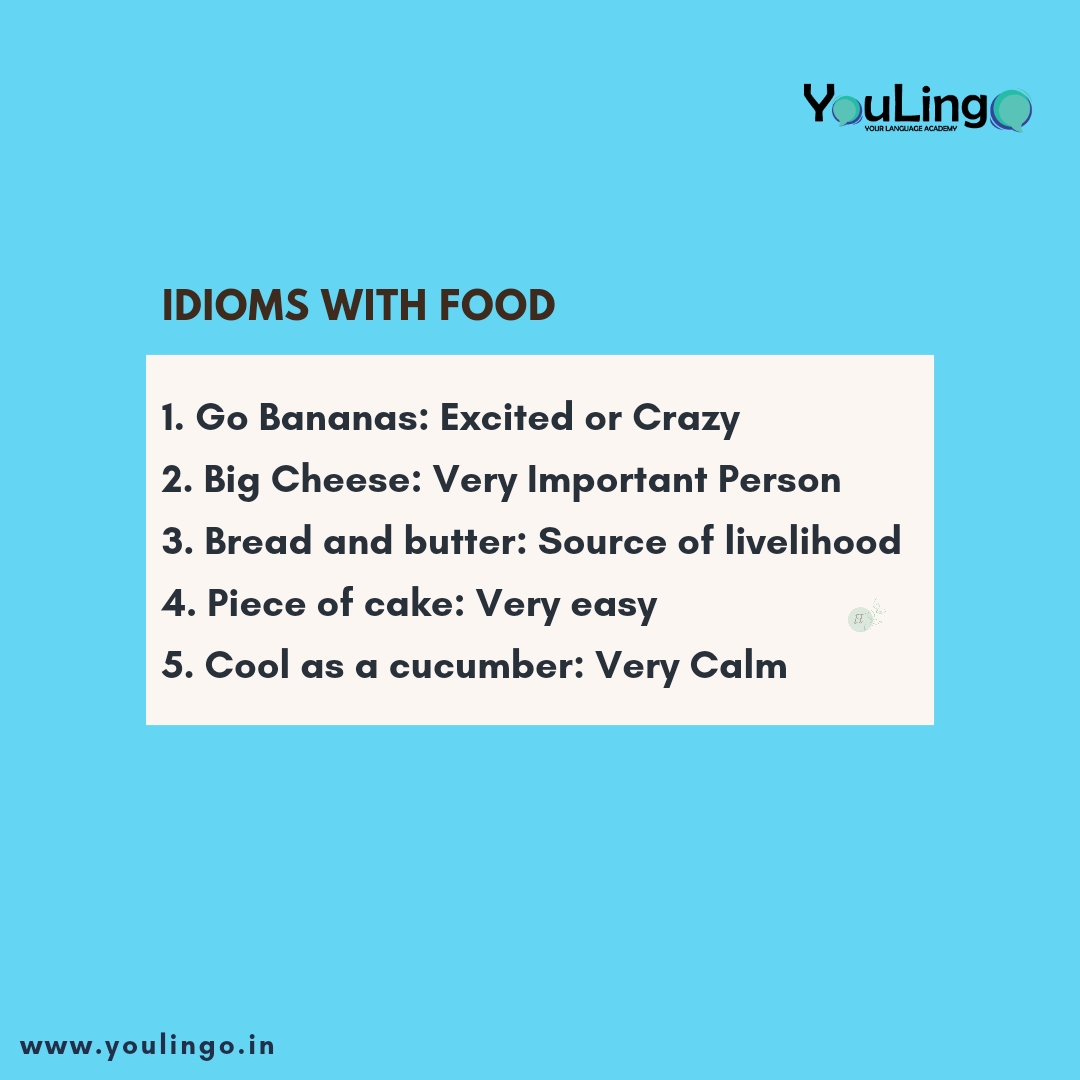 YouLingo
YOUR LANGUAGE ACADEMY
IDIOMS WITH FOOD
1. Go Bananas: Excited or Crazy
2. Big Cheese: Very Important Person
3. Bread and butter: Source of livelihood
4. Piece of cake: Very easy
5. Cool as a cucumber: Very Calm
www.youlingo.in